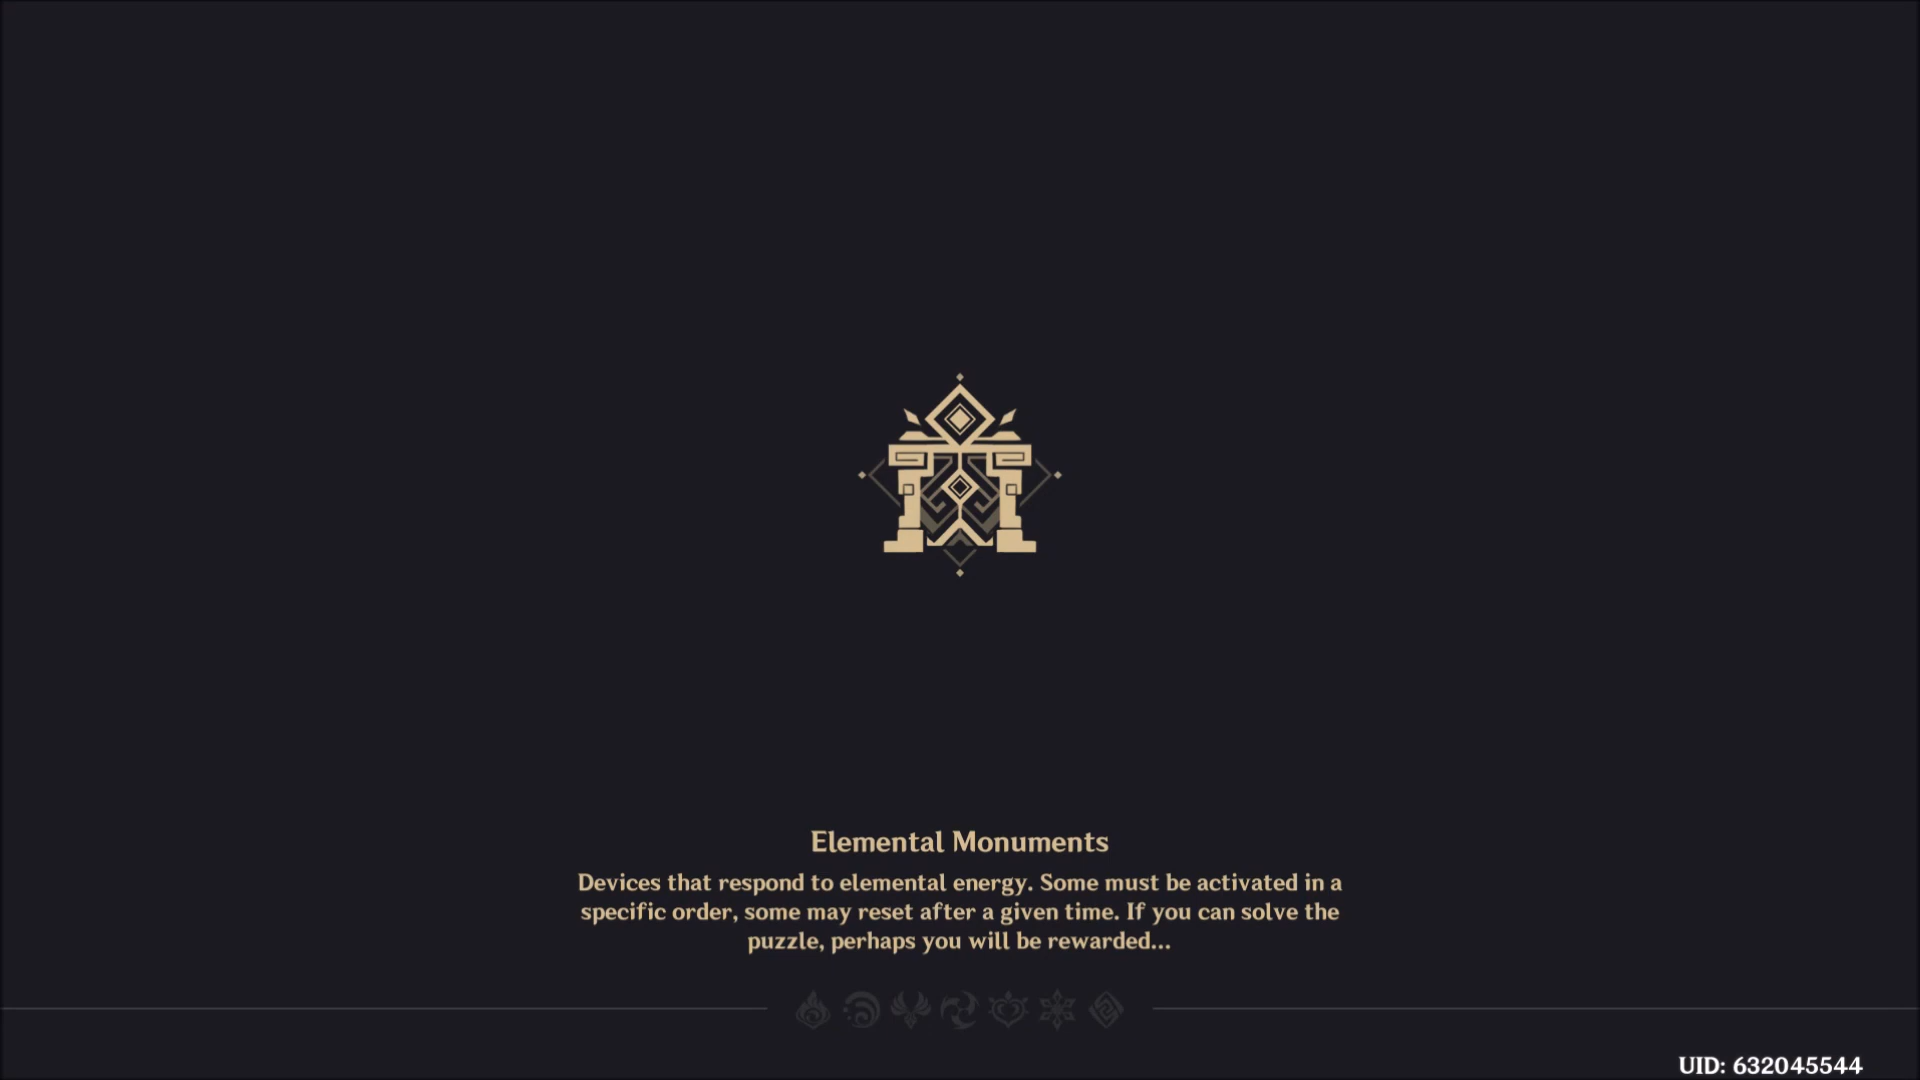 Elemental Monuments
Devices that respond to elemental energy. Some must be activated in a
specific order, some may reset after a given time. If you can solve the
puzzle, perhaps you will be rewarded...
UID: 632045544